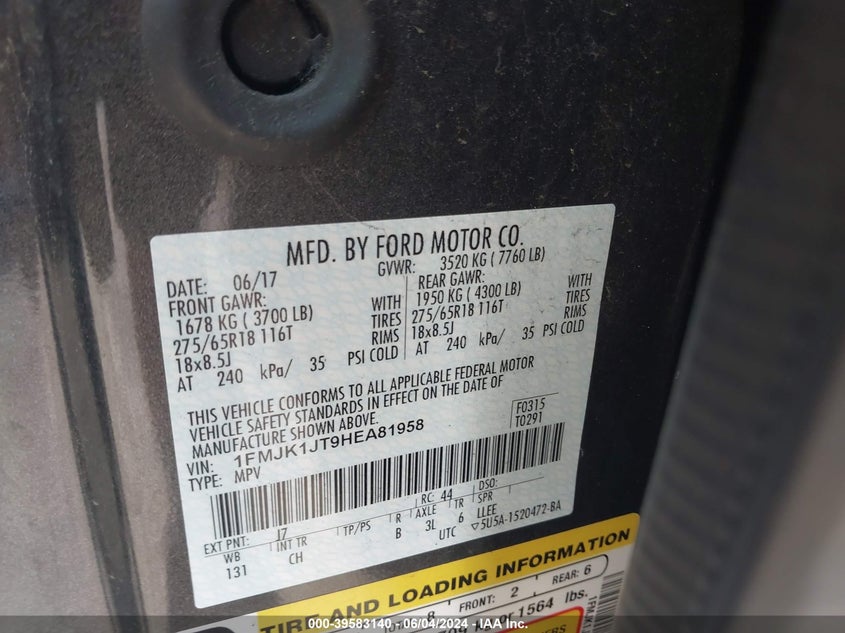 MFD. BY FORD MOTOR CO.
DATE: 06/17 GVWR: 3520 KG ( 7760 LB)
FRONT GAWR: WITH REAR GAWR: WITH
1678 KG ( 3700 LB) TIRES 1950 KG ( 4300 LB) TIRES
275/65R18 116T RIMS 275/65R18 116T RIMS
18x8.5J 18x8.5J
AT 240 kPa/ 35 PSI COLD AT 240 kPa/ 35 PSI COLD
THIS VEHICLE CONFORMS TO ALL APPLICABLE FEDERAL MOTOR
VEHICLE SAFETY STANDARDS IN EFFECT ON THE DATE OF
MANUFACTURE SHOWN ABOVE.
F0315
T0291
VIN: 1FMJK1JT9HEA81958
TYPE: MPV
EXT PNT: J7 RC: 44 DSO:
WB INT TR TP/PS R AXLE TR SPR
131 CH B 3L 6 LLEE
UTC ▽5U5A-1520472-BA
TIRE AND LOADING INFORMATION
8 FRONT: 2 REAR: 6
709 1564 lbs.
000-39583140 - 06/04/2024 - IAA Inc.